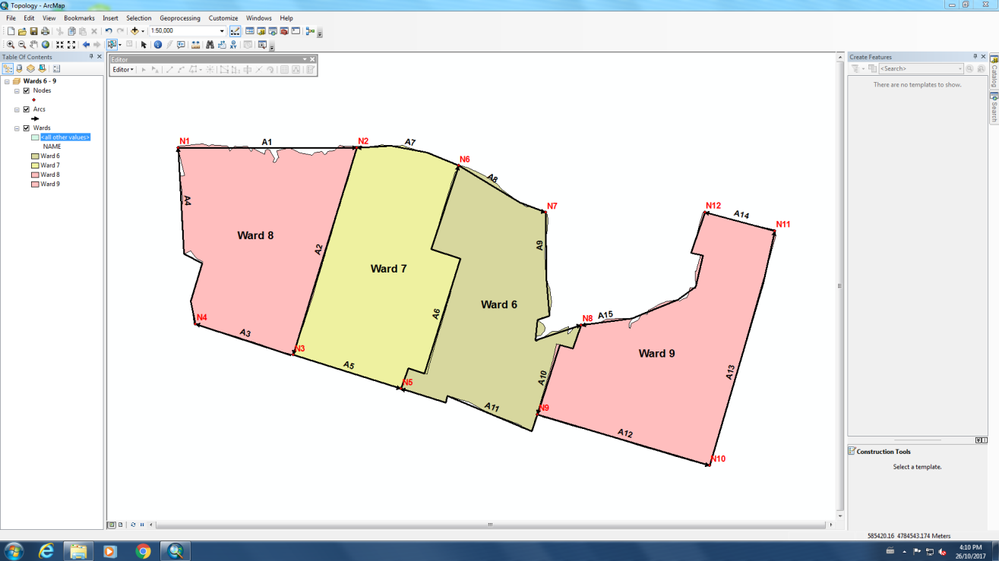 Topology - ArcMap
File Edit View Bookmarks Insert Selection Geoprocessing Customize Windows Help
1:50,000
Table Of Contents
Wards 6 - 9
Nodes
Arcs
Wards
<all other values>
NAME
Ward 6
Ward 7
Ward 8
Ward 9
Editor
Editor
N1
A1
N2
A7
N6
A8
N7
N12
A14
N11
A4
Ward 8
A2
Ward 7
A9
Ward 6
A6
N4
A3
N3
A5
N5
A11
N8
A15
Ward 9
A10
N9
A12
A13
N10
Create Features
<Search>
There are no templates to show.
Construction Tools
Select a template.
Catalog
Search
585420.16 4784543.174 Meters
4:10 PM
26/10/2017